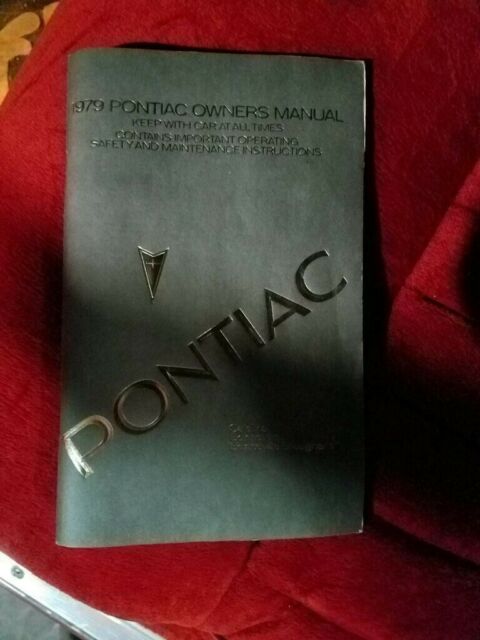 1979 PONTIAC OWNERS MANUAL
KEEP WITH CAR AT ALL TIMES
CONTAINS IMPORTANT OPERATING
SAFETY AND MAINTENANCE INSTRUCTIONS
PONTIAC